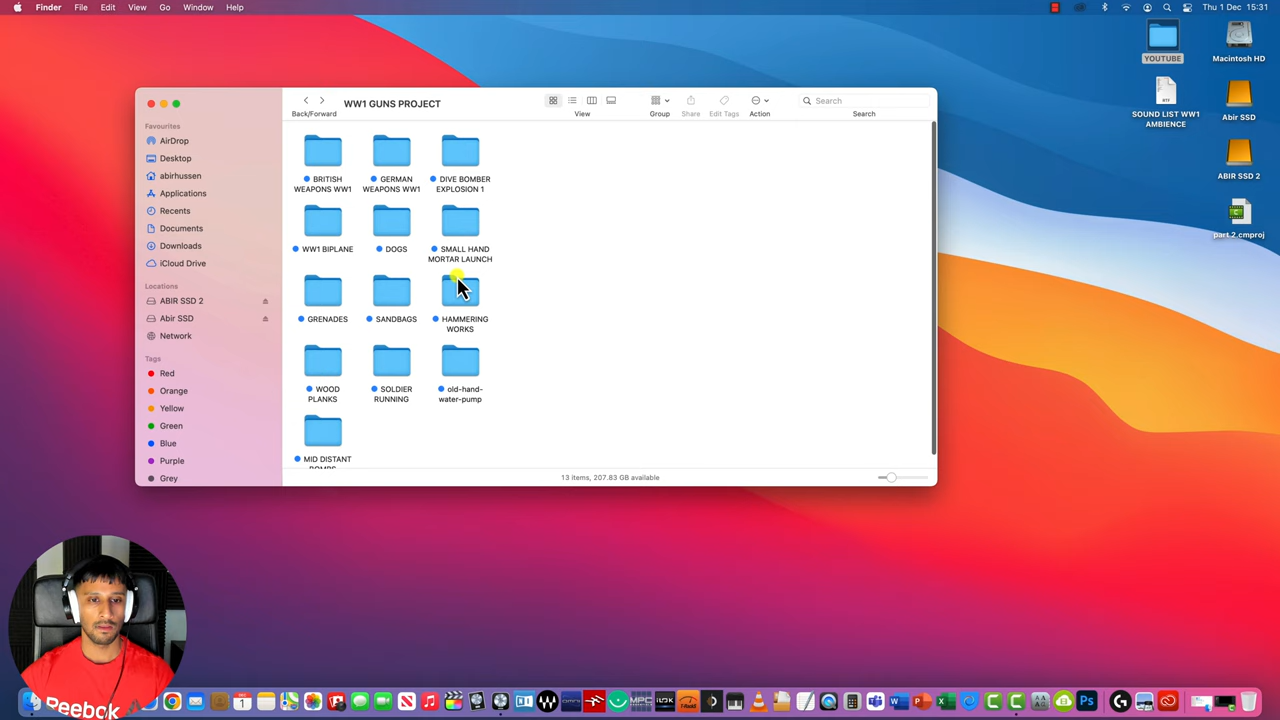 Finder File Edit View Go Window Help Thu 1 Dec 15:31
WW1 GUNS PROJECT
Back/Forward View Group Share Edit Tags Action Search
Search
Favourites
AirDrop
Desktop
abirhussen
Applications
Recents
Documents
Downloads
iCloud Drive
Locations
ABIR SSD 2
Abir SSD
Network
Tags
Red
Orange
Yellow
Green
Blue
Purple
Grey
BRITISH
WEAPONS WW1
GERMAN
WEAPONS WW1
DIVE BOMBER
EXPLOSION 1
WW1 BIPLANE
DOGS
SMALL HAND
MORTAR LAUNCH
GRENADES
SANDBAGS
HAMMERING
WORKS
WOOD
PLANKS
SOLDIER
RUNNING
old-hand-
water-pump
MID DISTANT
BOMBS
13 items, 207.83 GB available
YOUTUBE
Macintosh HD
SOUND LIST WW1
AMBIENCE
Abir SSD
ABIR SSD 2
part 2.cmproj
Reebok